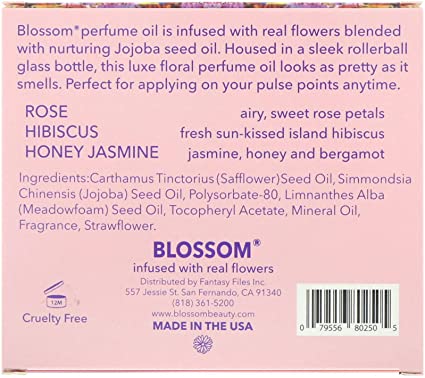 Blossom® perfume oil is infused with real flowers blended
with nurturing Jojoba seed oil. Housed in a sleek rollerball
glass bottle, this luxe floral perfume oil looks as pretty as it
smells. Perfect for applying on your pulse points anytime.
ROSE airy, sweet rose petals
HIBISCUS fresh sun-kissed island hibiscus
HONEY JASMINE jasmine, honey and bergamot
Ingredients:Carthamus Tinctorius (Safflower)Seed Oil, Simmondsia
Chinensis (Jojoba) Seed Oil, Polysorbate-80, Limnanthes Alba
(Meadowfoam) Seed Oil, Tocopheryl Acetate, Mineral Oil,
Fragrance, Strawflower.
BLOSSOM®
infused with real flowers
Distributed by Fantasy Files Inc.
557 Jessie St. San Fernando, CA 91340
(818) 361-5200
www.blossombeauty.com
MADE IN THE USA
12M
Cruelty Free
0 79556 80250 5